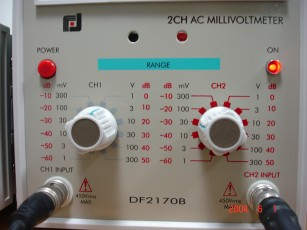 2CH AC MILLIVOLTMETER
POWER
ON
RANGE
dB mV CH1 V dB dB mV CH2 V dB
-10 300 1 0 -10 300 1 0
-20 100 3 10 -20 100 3 10
-30 30 10 20 -30 30 10 20
-40 10 30 30 -40 10 30 30
-50 3 100 40 -50 3 100 40
-60 1 300 50 -60 1 300 50
CH1 INPUT
CH2 INPUT
450Vrms
MAX
450Vrms
MAX
DF2170B